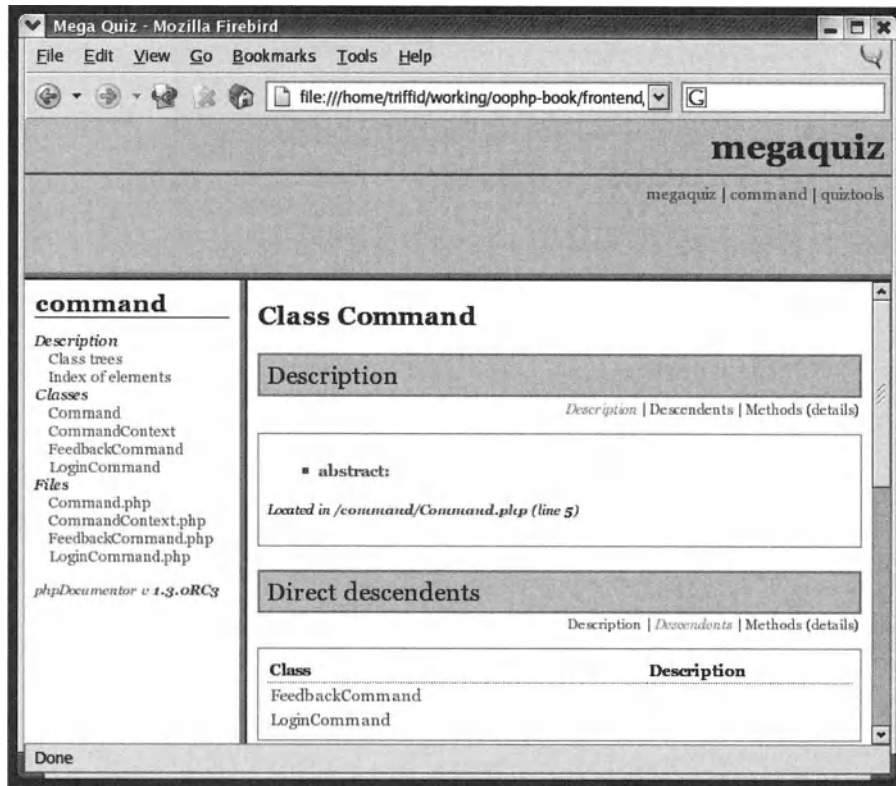 Mega Quiz - Mozilla Firebird
File Edit View Go Bookmarks Tools Help
file:///home/triffid/working/oophp-book/frontend, G
megaquiz
megaquiz | command | quiztools
command
Description
Class trees
Index of elements
Classes
Command
CommandContext
FeedbackCommand
LoginCommand
Files
Command.php
CommandContext.php
FeedbackCommand.php
LoginCommand.php
phpDocumentor v 1.3.0RC3
Class Command
Description
Description | Descendents | Methods (details)
▪ abstract:
Located in /command/Command.php (line 5)
Direct descendents
Description | Descendents | Methods (details)
Class Description
FeedbackCommand
LoginCommand
Done